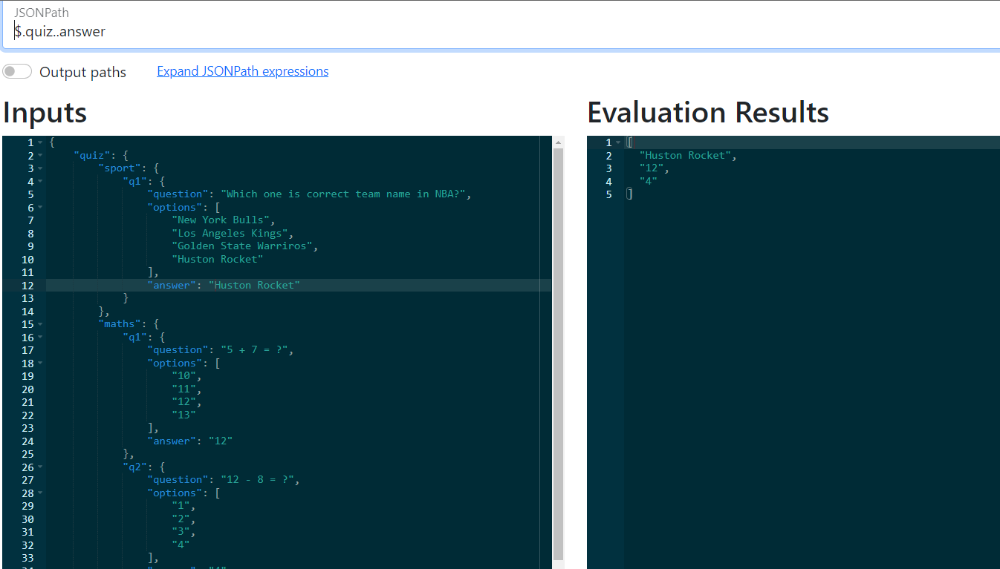 JSONPath
$.quiz..answer
Output paths Expand JSONPath expressions
Inputs
1 {
2 "quiz": {
3 "sport": {
4 "q1": {
5 "question": "Which one is correct team name in NBA?",
6 "options": [
7 "New York Bulls",
8 "Los Angeles Kings",
9 "Golden State Warriros",
10 "Huston Rocket"
11 ],
12 "answer": "Huston Rocket"
13 }
14 },
15 "maths": {
16 "q1": {
17 "question": "5 + 7 = ?",
18 "options": [
19 "10",
20 "11",
21 "12",
22 "13"
23 ],
24 "answer": "12"
25 },
26 "q2": {
27 "question": "12 - 8 = ?",
28 "options": [
29 "1",
30 "2",
31 "3",
32 "4"
33 ],
Evaluation Results
1 [
2 "Huston Rocket",
3 "12",
4 "4"
5 ]